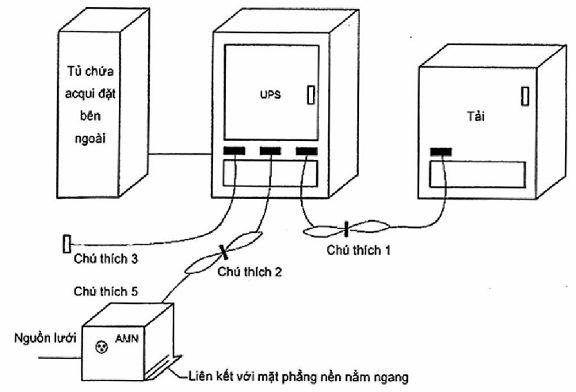 Tủ chứa
acqui đặt
bên
ngoài
UPS
Tải
Chú thích 1
Chú thích 3
Chú thích 2
Chú thích 5
Nguồn lưới
AMN
Liên kết với mặt phẳng nền nằm ngang